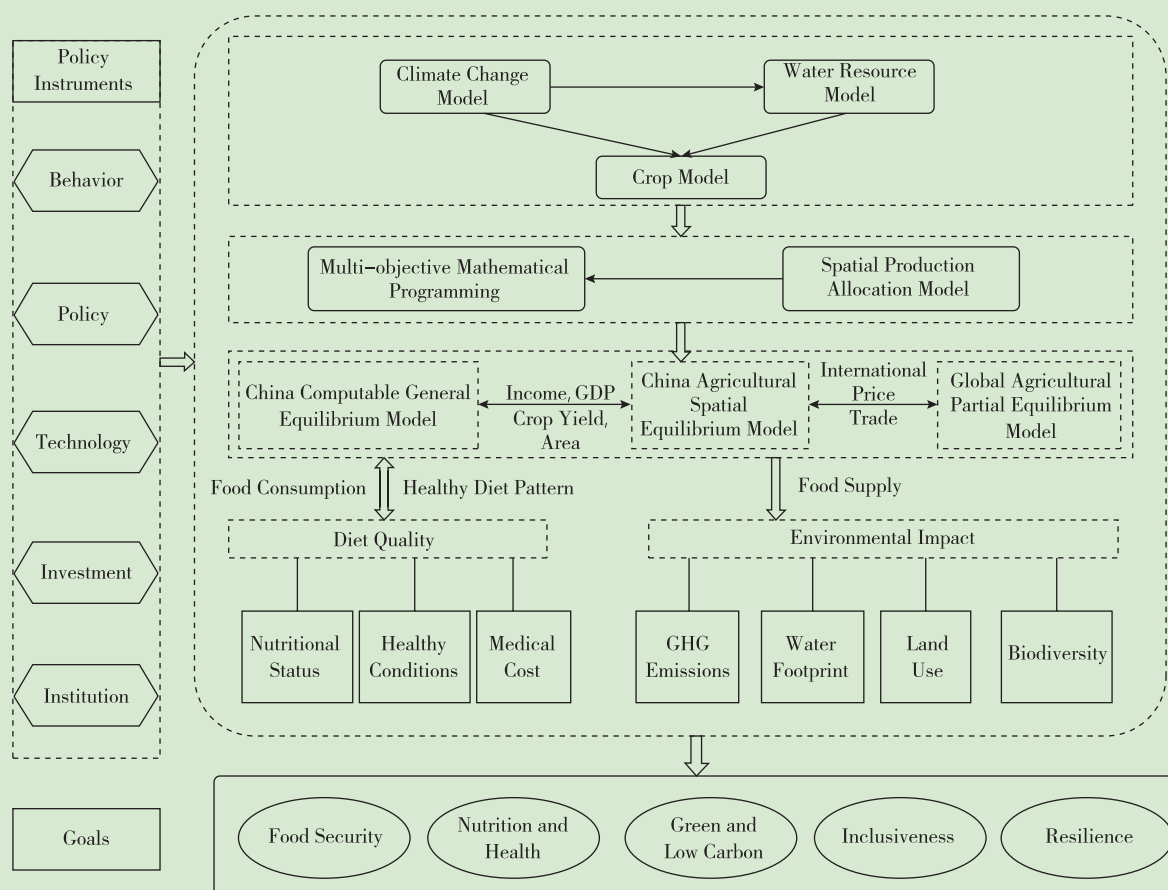 Policy
Instruments
Behavior
Policy
Technology
Investment
Institution
Goals
Climate Change
Model
Water Resource
Model
Crop Model
Multi-objective Mathematical
Programming
Spatial Production
Allocation Model
China Computable General
Equilibrium Model
Income, GDP
Crop Yield,
Area
China Agricultural
Spatial
Equilibrium Model
International
Price
Trade
Global Agricultural
Partial Equilibrium
Model
Food Consumption
Healthy Diet Pattern
Food Supply
Diet Quality
Environmental Impact
Nutritional
Status
Healthy
Conditions
Medical
Cost
GHG
Emissions
Water
Footprint
Land
Use
Biodiversity
Food Security
Nutrition and
Health
Green and
Low Carbon
Inclusiveness
Resilience